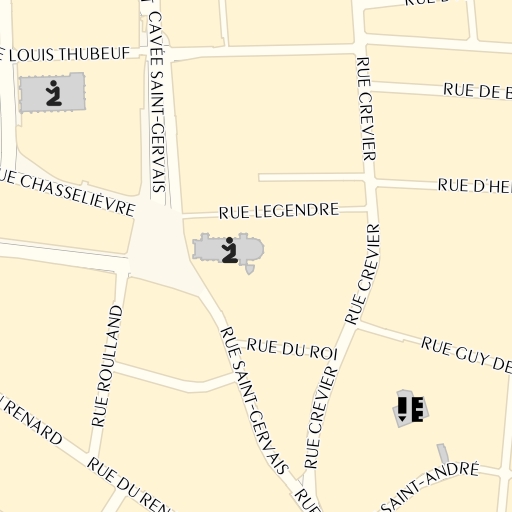 RUE D
E LOUIS THUBEUF
CAVÉE SAINT-GERVAIS
RUE CREVIER
RUE DE B
UE CHASSELIÈVRE
RUE D'HE
RUE LEGENDRE
RUE CREVIER
RUE ROULLAND
RUE SAINT-GERVAIS
RUE DU ROI
RUE GUY DE
RUE CREVIER
U RENARD
RUE DU REN
SAINT-ANDRÉ
RUE